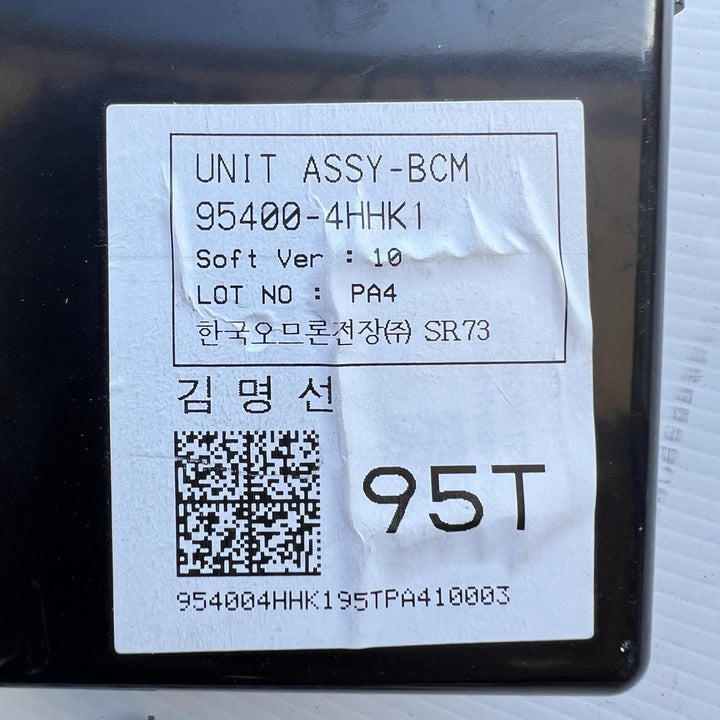 UNIT ASSY-BCM
95400-4HHK1
Soft Ver : 10
LOT NO : PA4
한국오므론전장㈜ SR73
김명선
95T
954004HHK195TPA410003